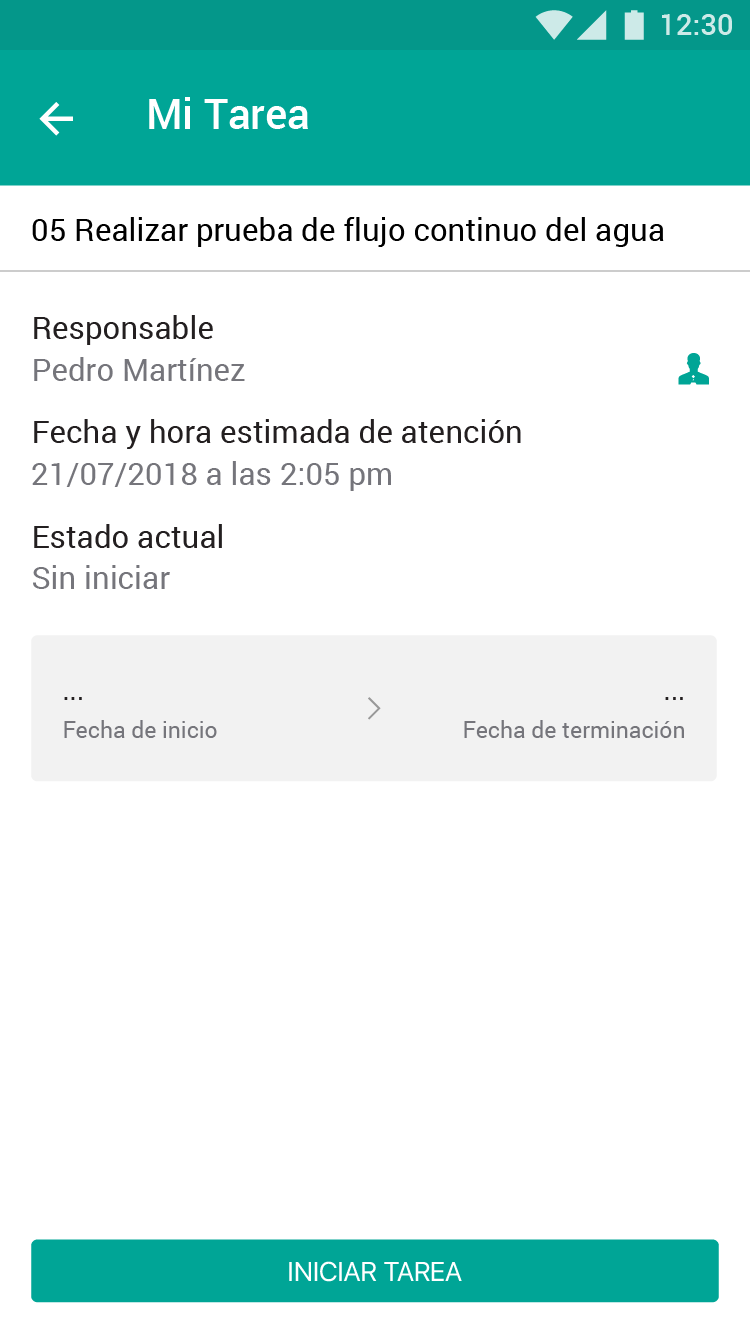 12:30
Mi Tarea
05 Realizar prueba de flujo continuo del agua
Responsable
Pedro Martínez
Fecha y hora estimada de atención
21/07/2018 a las 2:05 pm
Estado actual
Sin iniciar
... ...
Fecha de inicio Fecha de terminación
INICIAR TAREA